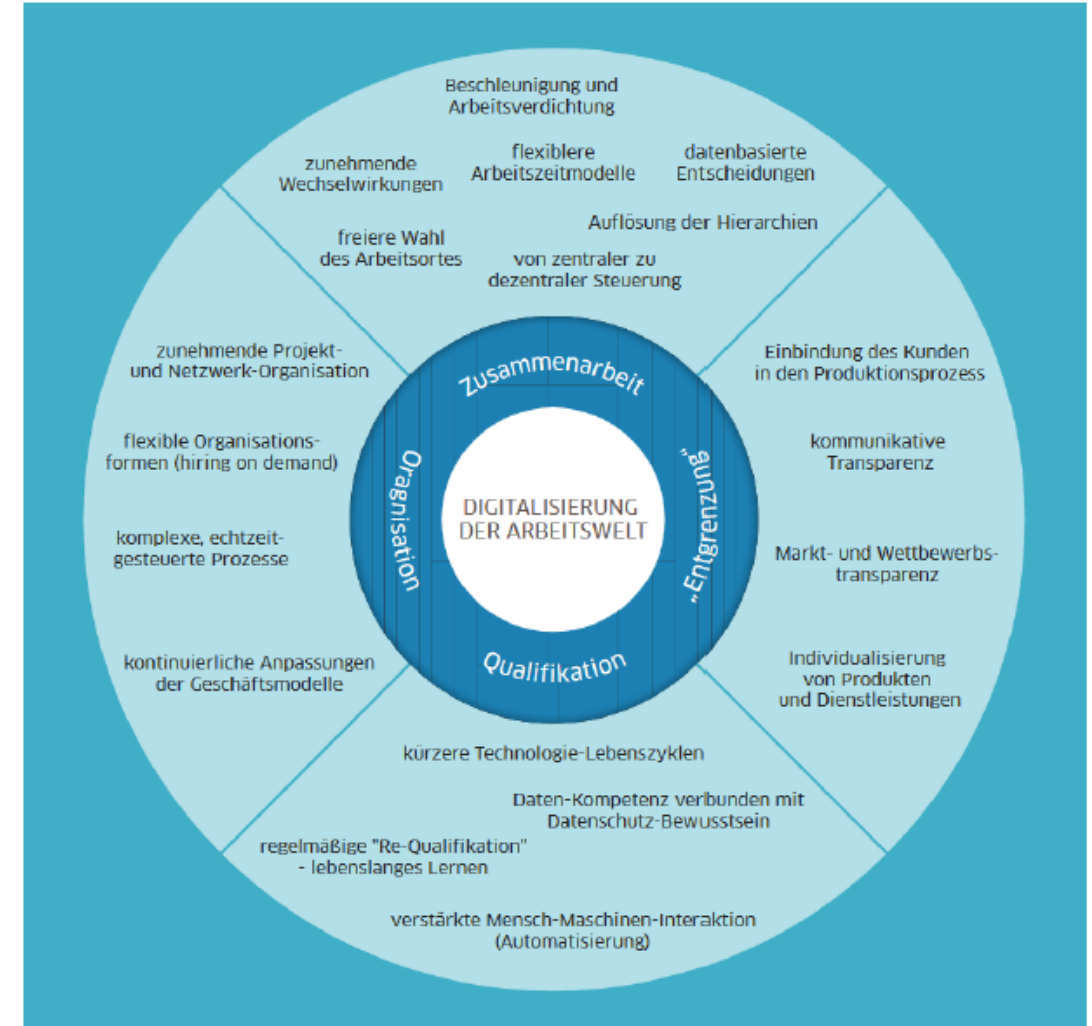 Beschleunigung und
Arbeitsverdichtung
zunehmende
Wechselwirkungen
flexiblere
Arbeitszeitmodelle
datenbasierte
Entscheidungen
Auflösung der Hierarchien
freiere Wahl
des Arbeitsortes
von zentraler zu
dezentraler Steuerung
Zusammenarbeit
zunehmende Projekt-
und Netzwerk-Organisation
flexible Organisations-
formen (hiring on demand)
komplexe, echtzeit-
gesteuerte Prozesse
kontinuierliche Anpassungen
der Geschäftsmodelle
Oragnisation
DIGITALISIERUNG
DER ARBEITSWELT
„Entgrenzung“
Einbindung des Kunden
in den Produktionsprozess
kommunikative
Transparenz
Markt- und Wettbewerbs-
transparenz
Individualisierung
von Produkten
und Dienstleistungen
Qualifikation
kürzere Technologie-Lebenszyklen
Daten-Kompetenz verbunden mit
Datenschutz-Bewusstsein
regelmäßige "Re-Qualifikation"
- lebenslanges Lernen
verstärkte Mensch-Maschinen-Interaktion
(Automatisierung)